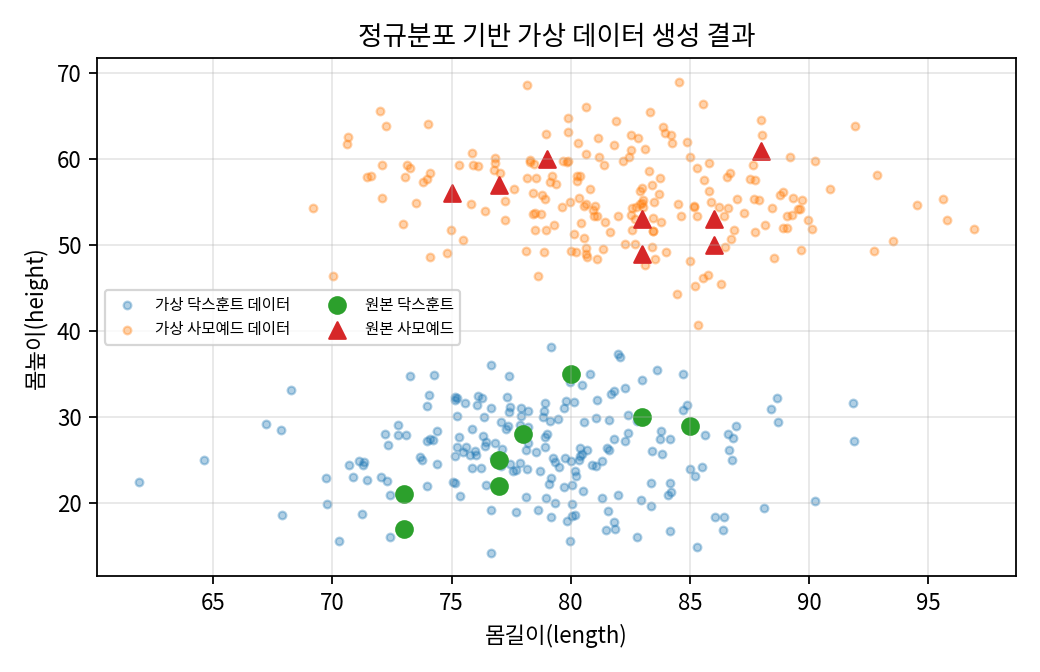 정규분포 기반 가상 데이터 생성 결과
70
60
50
40
30
20
몸높이(height)
가상 닥스훈트 데이터
가상 사모예드 데이터
원본 닥스훈트
원본 사모예드
65 70 75 80 85 90 95
몸길이(length)